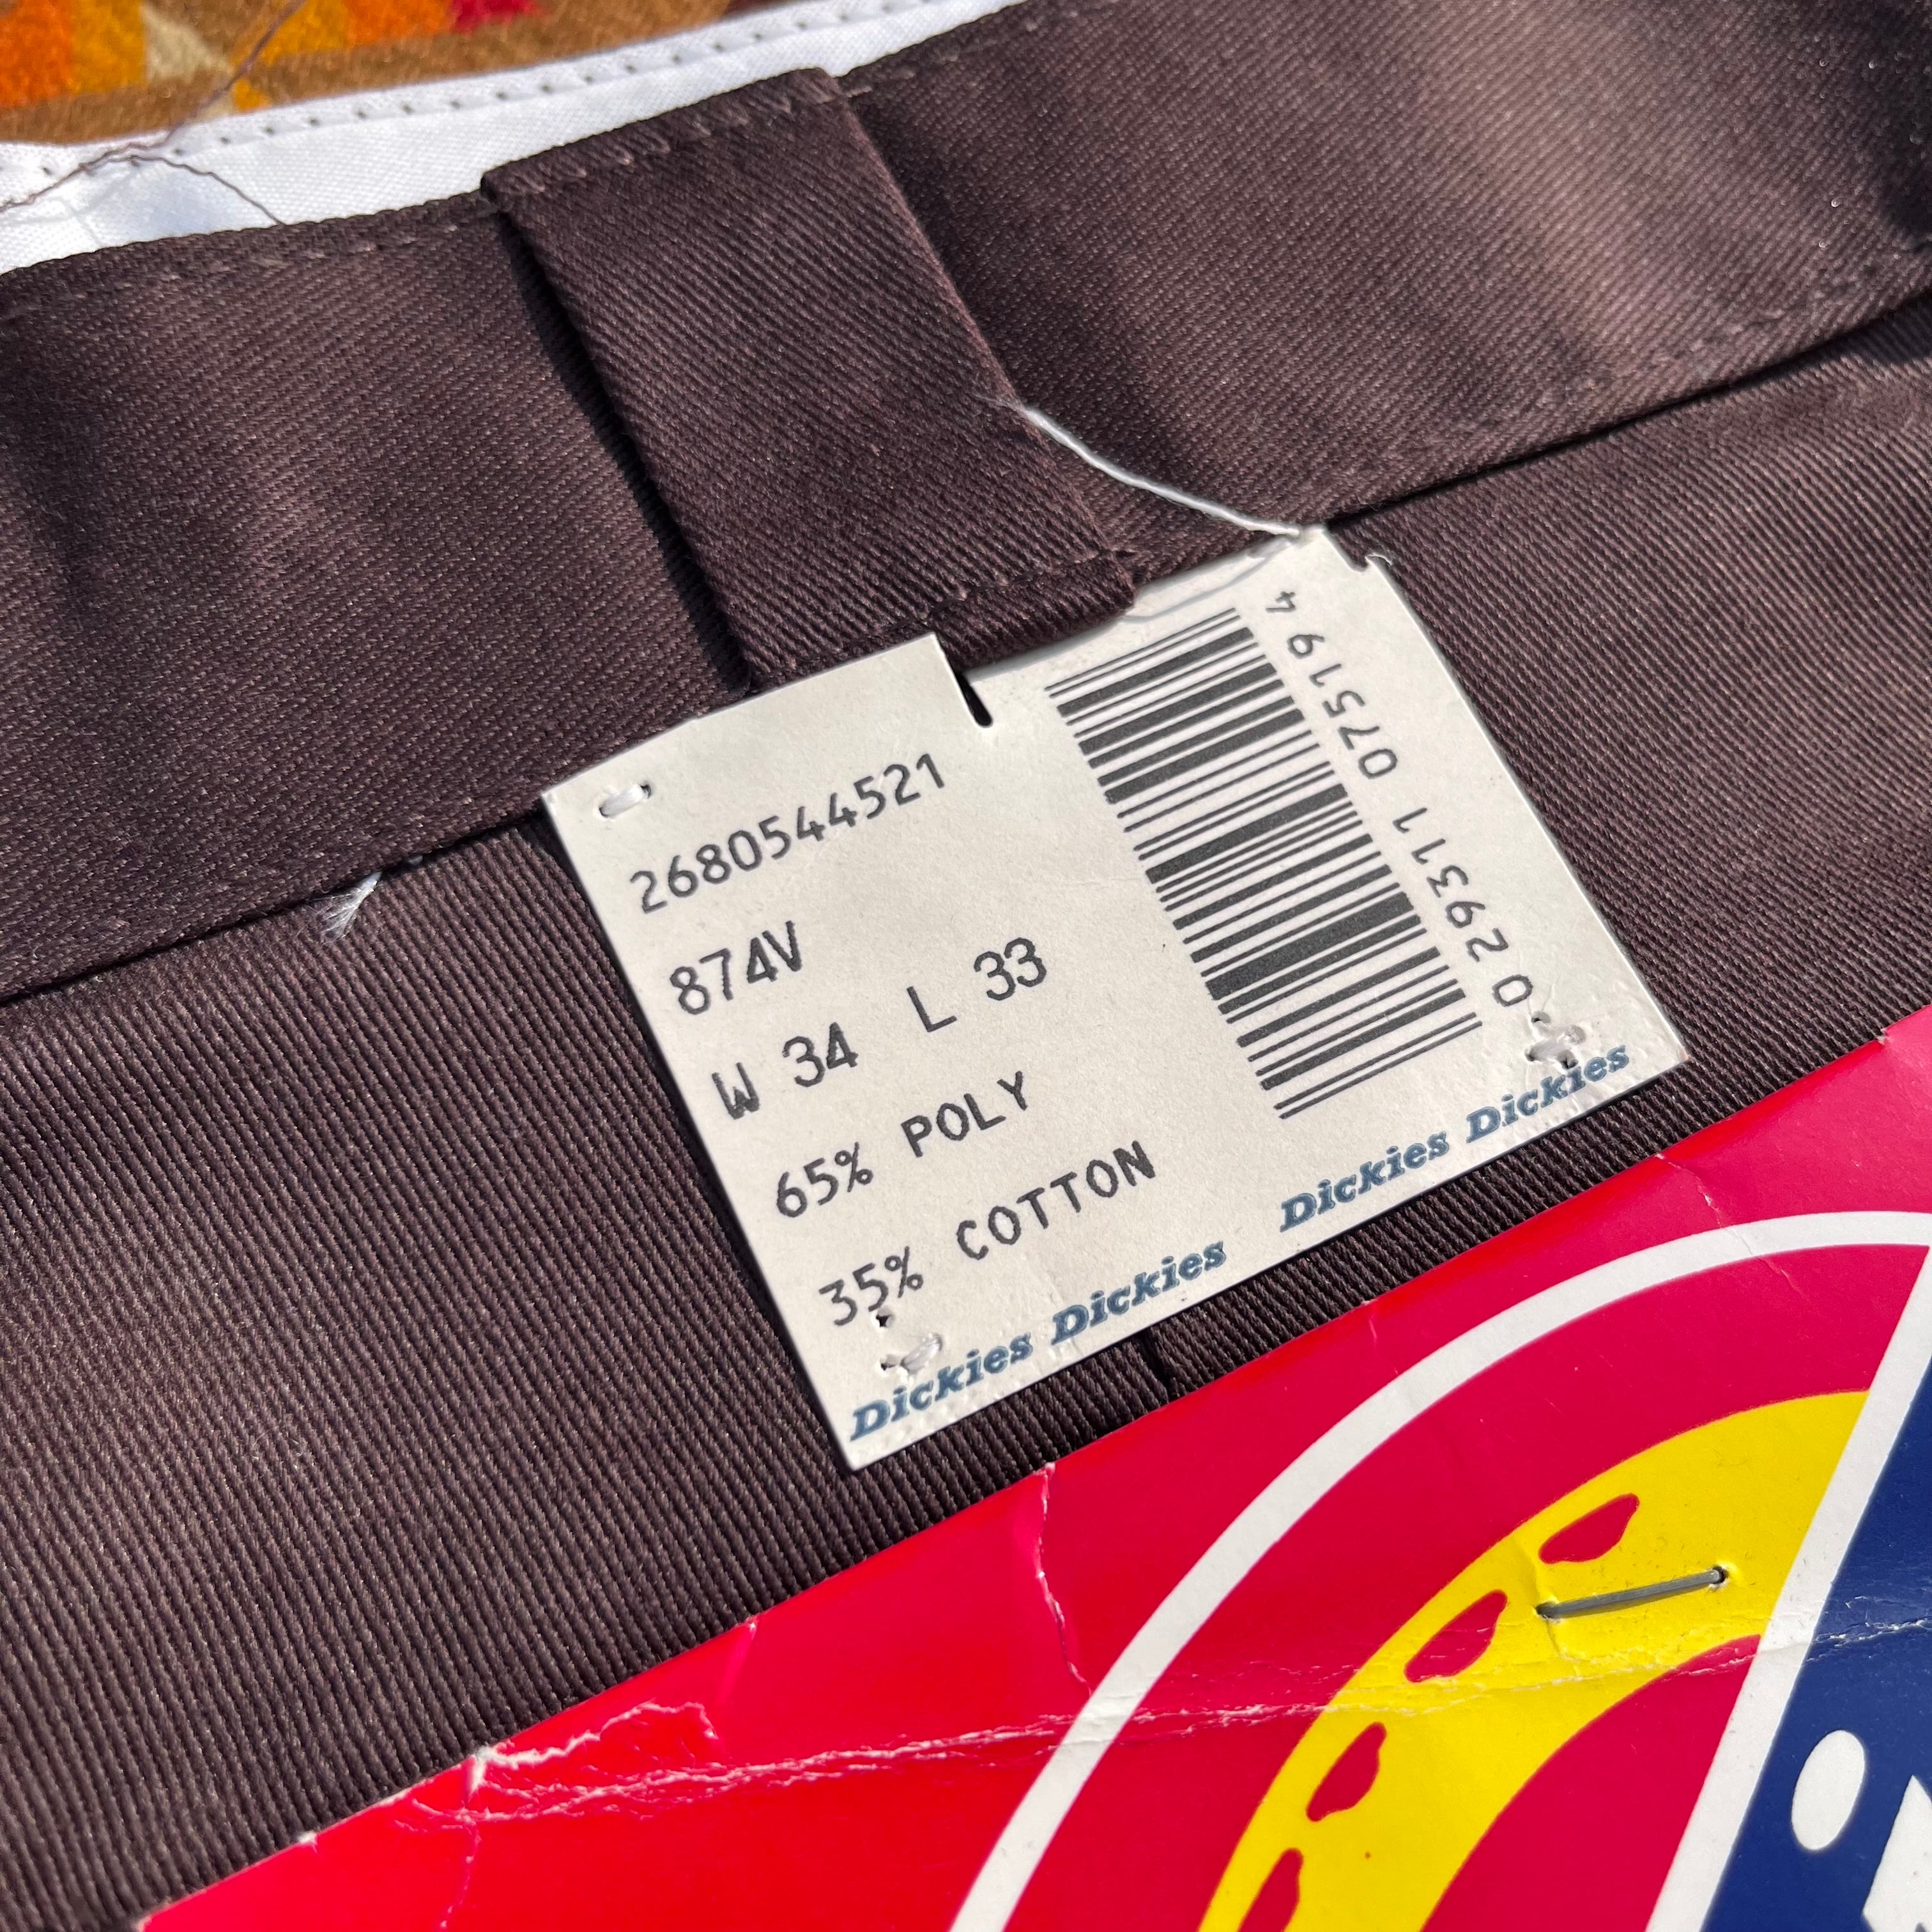 2680544521
874V
W 34 L 33
65% POLY
35% COTTON
0 29311 07519 4
Dickies Dickies Dickies Dickies